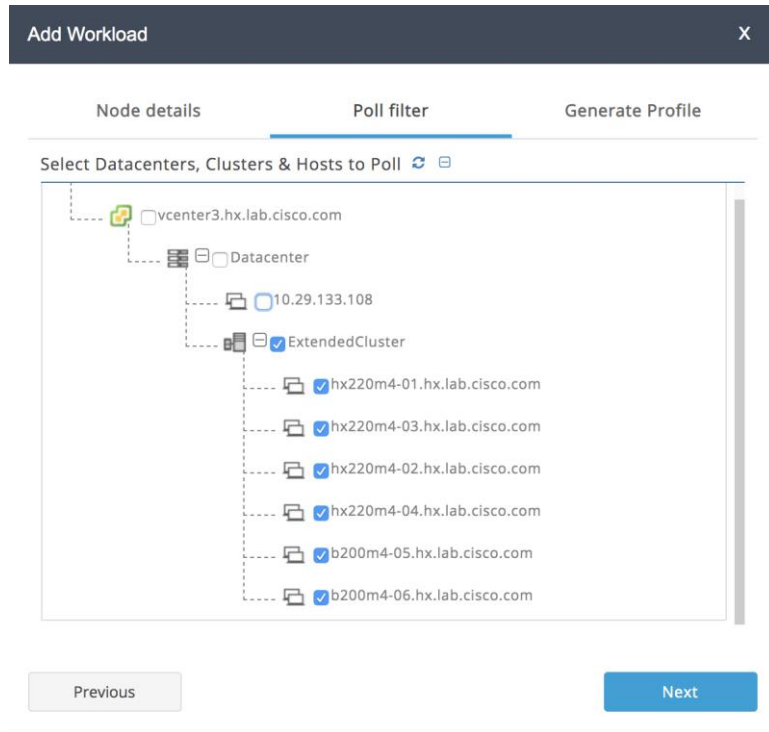 Add Workload X
Node details Poll filter Generate Profile
Select Datacenters, Clusters & Hosts to Poll
vcenter3.hx.lab.cisco.com
Datacenter
10.29.133.108
ExtendedCluster
hx220m4-01.hx.lab.cisco.com
hx220m4-03.hx.lab.cisco.com
hx220m4-02.hx.lab.cisco.com
hx220m4-04.hx.lab.cisco.com
b200m4-05.hx.lab.cisco.com
b200m4-06.hx.lab.cisco.com
Previous Next